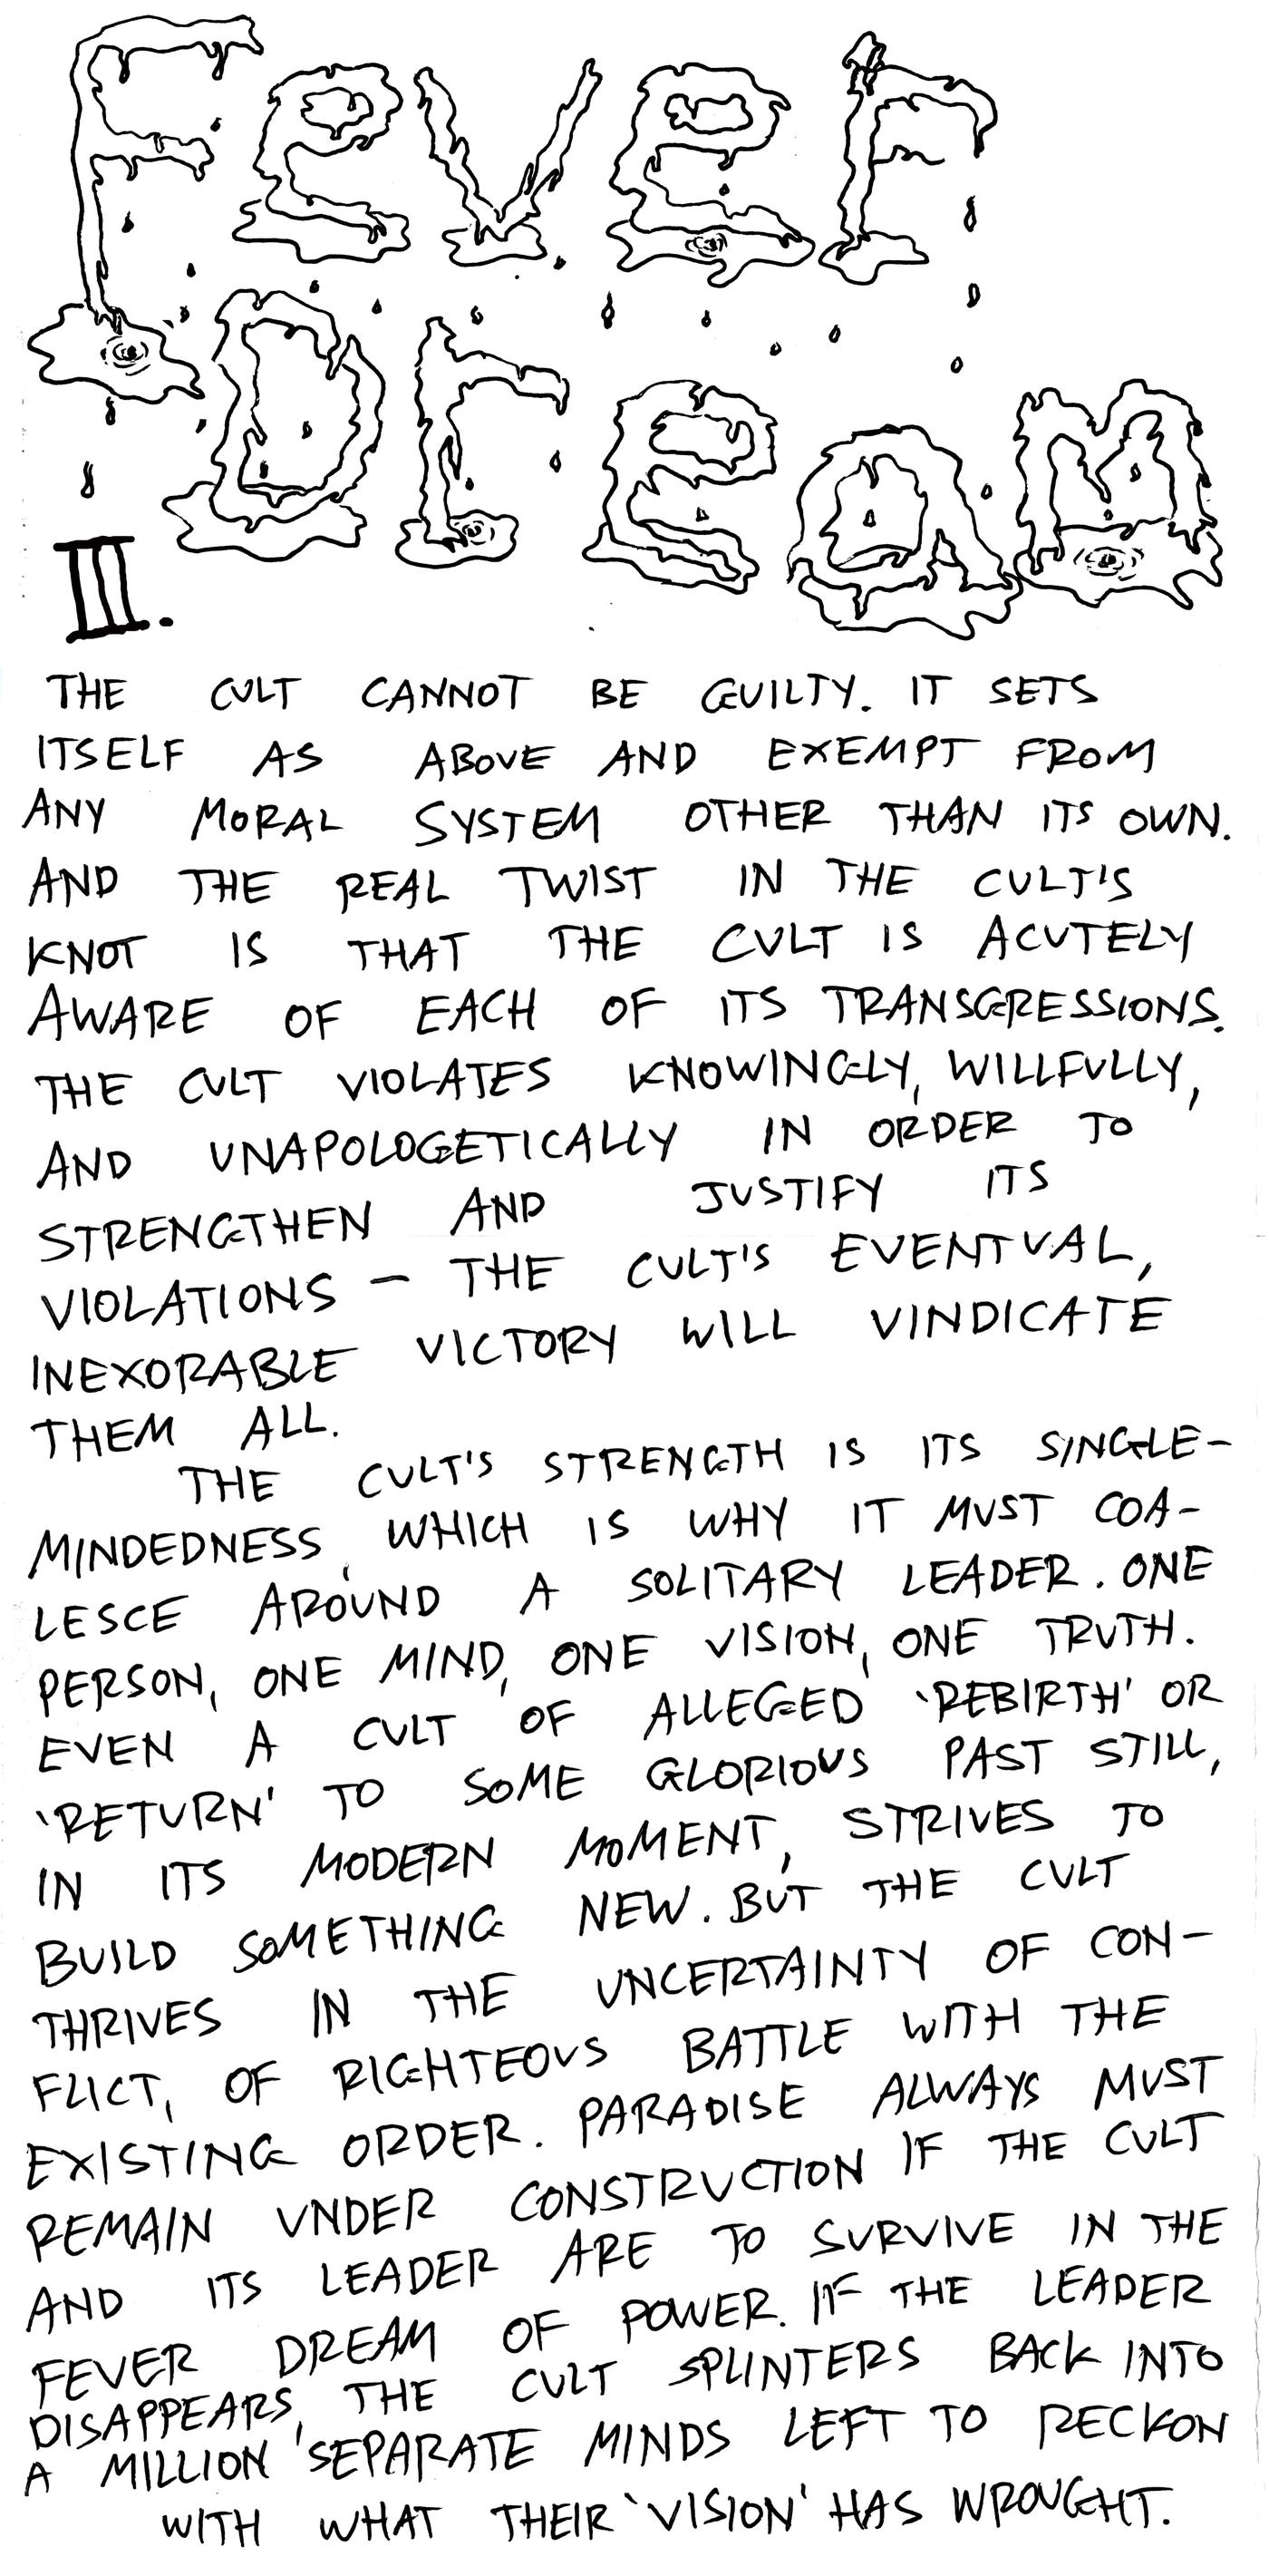 Fever
Dream
III.
THE CULT CANNOT BE GUILTY. IT SETS
ITSELF AS ABOVE AND EXEMPT FROM
ANY MORAL SYSTEM OTHER THAN ITS OWN.
AND THE REAL TWIST IN THE CULT'S
KNOT IS THAT THE CULT IS ACUTELY
AWARE OF EACH OF ITS TRANSGRESSIONS.
THE CULT VIOLATES KNOWINGLY, WILLFULLY,
AND UNAPOLOGETICALLY IN ORDER TO
STRENGTHEN AND JUSTIFY ITS
VIOLATIONS — THE CULT'S EVENTUAL,
INEXORABLE VICTORY WILL VINDICATE
THEM ALL.
THE CULT'S STRENGTH IS ITS SINGLE-
MINDEDNESS, WHICH IS WHY IT MUST COA-
LESCE AROUND A SOLITARY LEADER. ONE
PERSON, ONE MIND, ONE VISION, ONE TRUTH.
EVEN A CULT OF ALLEGED 'REBIRTH' OR
'RETURN' TO SOME GLORIOUS PAST STILL,
IN ITS MODERN MOMENT, STRIVES TO
BUILD SOMETHING NEW. BUT THE CULT
THRIVES IN THE UNCERTAINTY OF CON-
FLICT, OF RIGHTEOUS BATTLE WITH THE
EXISTING ORDER. PARADISE ALWAYS MUST
REMAIN UNDER CONSTRUCTION IF THE CULT
AND ITS LEADER ARE TO SURVIVE IN THE
FEVER DREAM OF POWER. IF THE LEADER
DISAPPEARS, THE CULT SPLINTERS BACK INTO
A MILLION SEPARATE MINDS LEFT TO RECKON
WITH WHAT THEIR 'VISION' HAS WROUGHT.